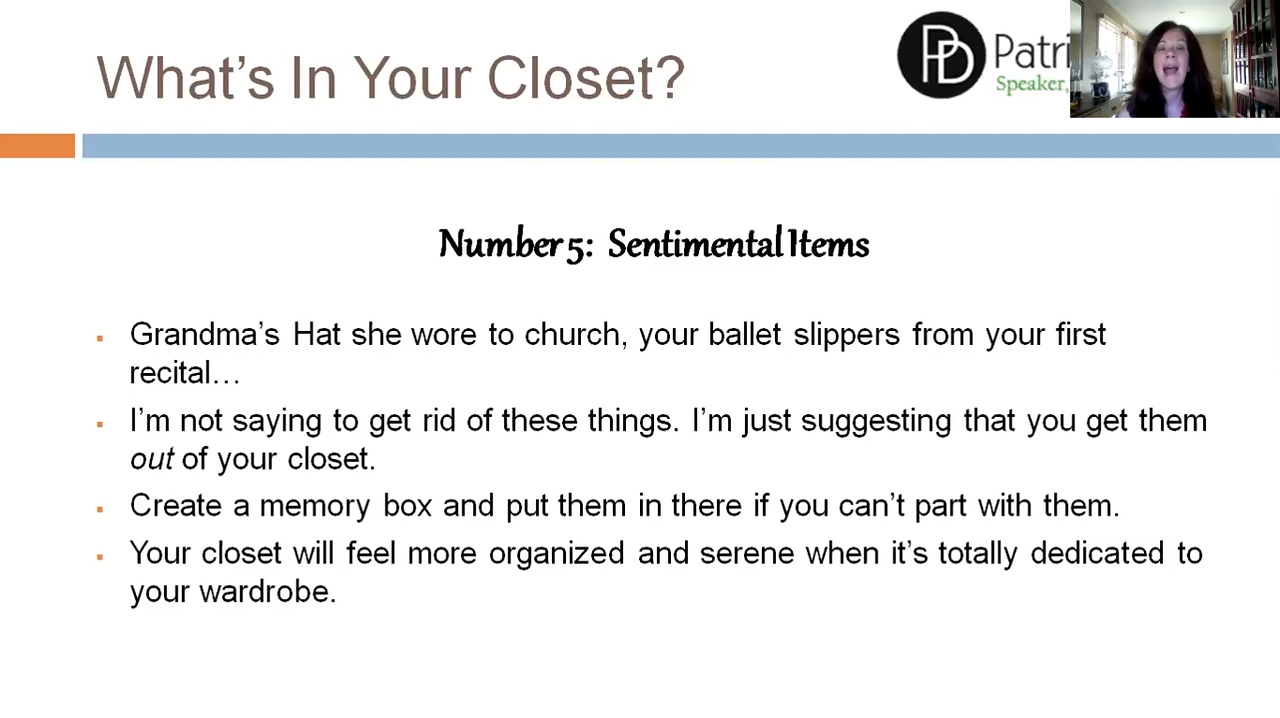 What's In Your Closet?
PD
Speaker,
Number 5: Sentimental Items
Grandma's Hat she wore to church, your ballet slippers from your first
recital…
I'm not saying to get rid of these things. I'm just suggesting that you get them
out of your closet.
Create a memory box and put them in there if you can't part with them.
Your closet will feel more organized and serene when it's totally dedicated to
your wardrobe.